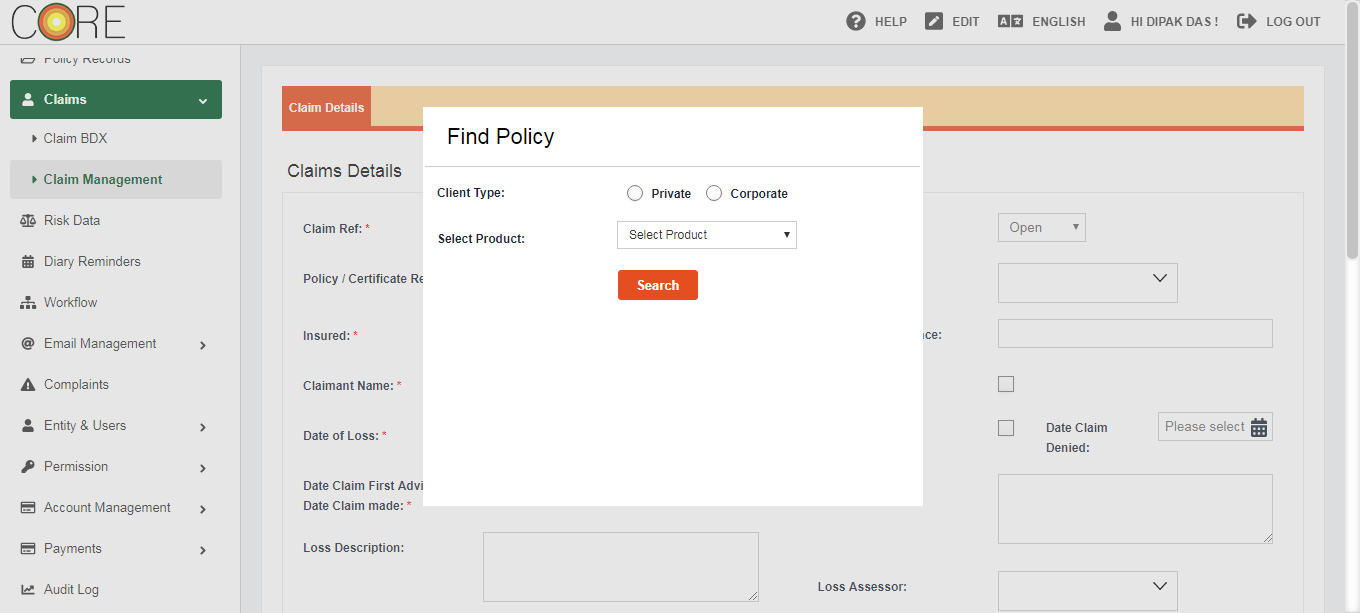 CORE
HELP
EDIT
ENGLISH
HI DIPAK DAS !
LOG OUT
Policy Records
Claims
Claim BDX
Claim Management
Risk Data
Diary Reminders
Workflow
Email Management
Complaints
Entity & Users
Permission
Account Management
Payments
Audit Log
Claim Details
Claims Details
Find Policy
Client Type:
Private
Corporate
Select Product:
Select Product
Search
Claim Ref: *
Open
Policy / Certificate Re
Insured: *
Claimant Name: *
Date of Loss: *
Date Claim
Denied:
Please select
Date Claim First Advi
Date Claim made: *
Loss Description:
Loss Assessor: